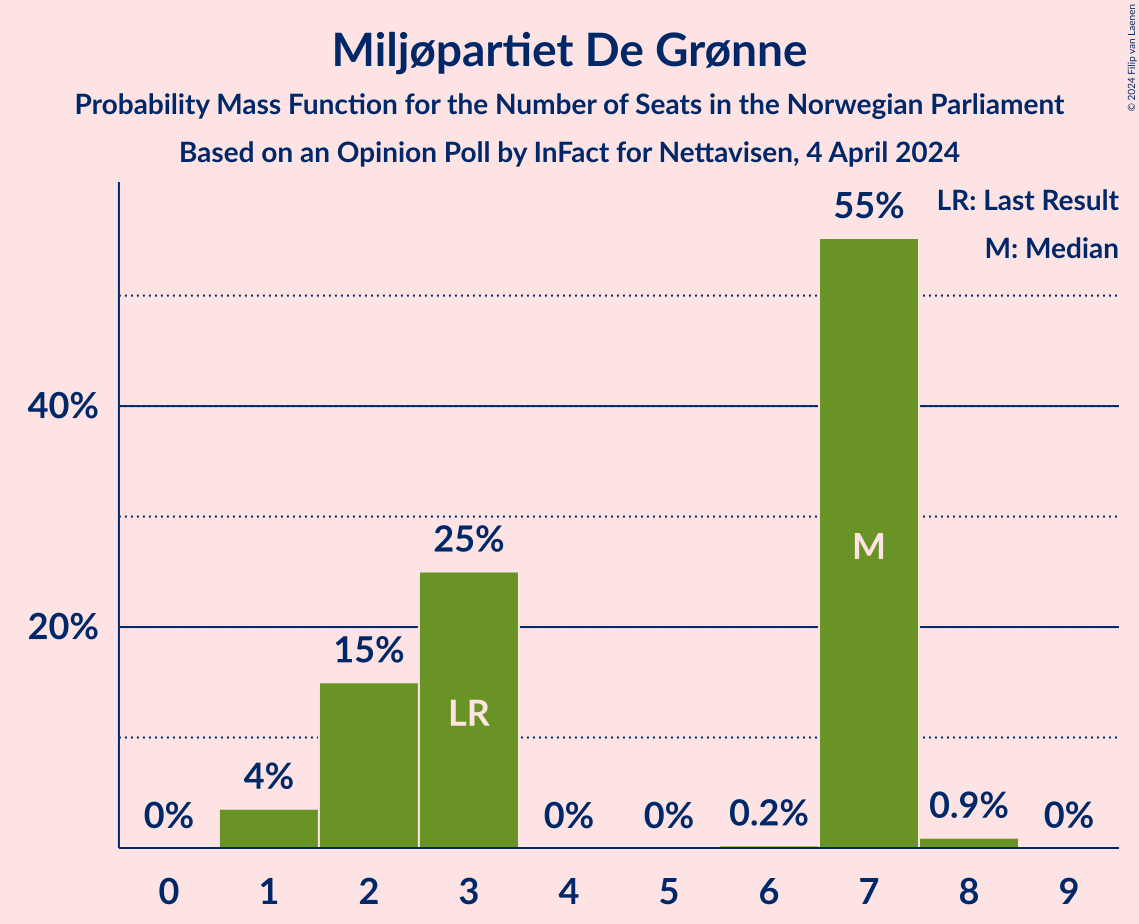 Miljøpartiet De Grønne
Probability Mass Function for the Number of Seats in the Norwegian Parliament
Based on an Opinion Poll by InFact for Nettavisen, 4 April 2024
© 2024 Filip van Laenen
LR: Last Result
M: Median
55%
40%
25%
20%
15%
4%
0%
0%
0%
0.2%
0.9%
0%
M
LR
0 1 2 3 4 5 6 7 8 9